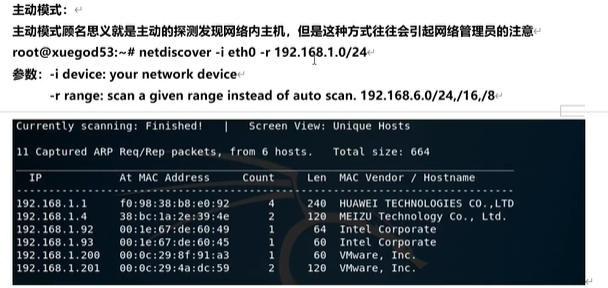 主动模式：
主动模式顾名思义就是主动的探测发现网络内主机，但是这种方式往往会引起网络管理员的注意
root@xuegod53:~# netdiscover -i eth0 -r 192.168.1.0/24
参数：-i device: your network device
-r range: scan a given range instead of auto scan. 192.168.6.0/24,/16,/8
Currently scanning: Finished! | Screen View: Unique Hosts
11 Captured ARP Req/Rep packets, from 6 hosts. Total size: 664
IP At MAC Address Count Len MAC Vendor / Hostname
192.168.1.1 f0:98:38:b8:e0:92 4 240 HUAWEI TECHNOLOGIES CO.,LTD
192.168.1.4 38:bc:1a:2e:39:4e 2 120 MEIZU Technology Co., Ltd.
192.168.1.92 00:1e:67:de:60:49 1 64 Intel Corporate
192.168.1.93 00:1e:67:de:60:45 1 60 Intel Corporate
192.168.1.200 00:0c:29:8f:91:a3 1 60 VMware, Inc.
192.168.1.201 00:0c:29:4a:dc:59 2 120 VMware, Inc.